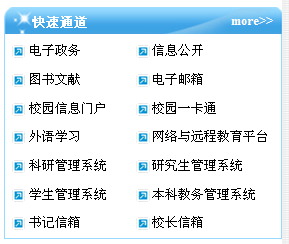 快速通道 more>>
电子政务 信息公开
图书文献 电子邮箱
校园信息门户 校园一卡通
外语学习 网络与远程教育平台
科研管理系统 研究生管理系统
学生管理系统 本科教务管理系统
书记信箱 校长信箱